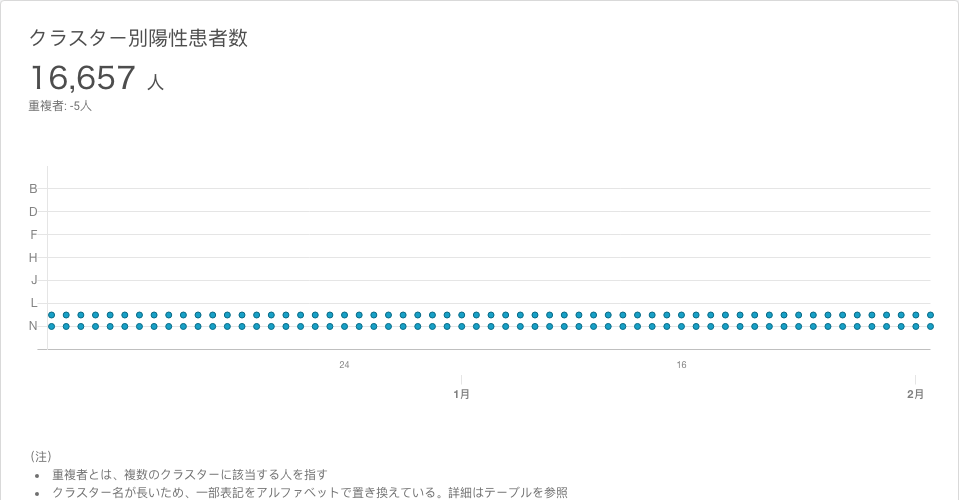 クラスター別陽性患者数
16,657 人
重複者: -5人
B
D
F
H
J
L
N
24
16
1月
2月
（注）
• 重複者とは、複数のクラスターに該当する人を指す
• クラスター名が長いため、一部表記をアルファベットで置き換えている。詳細はテーブルを参照